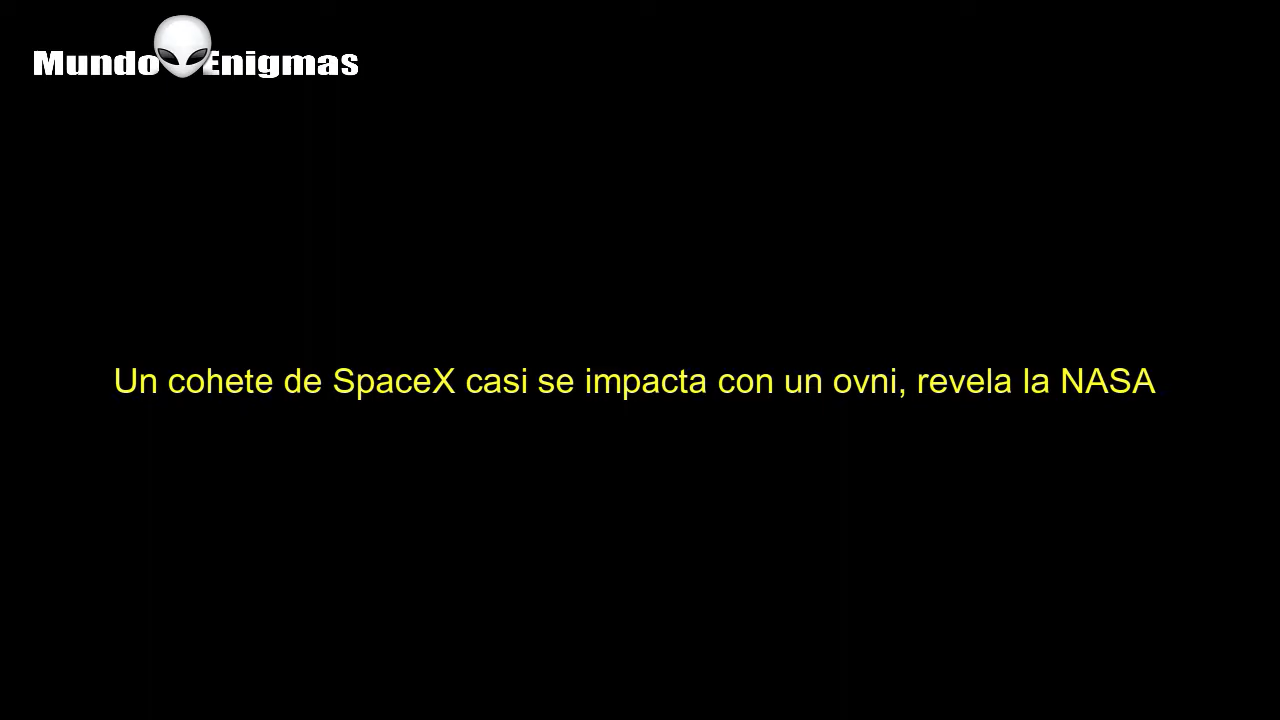 Mundo Enigmas
Un cohete de SpaceX casi se impacta con un ovni, revela la NASA